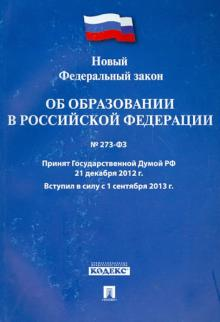 Новый
Федеральный закон
ОБ ОБРАЗОВАНИИ
В РОССИЙСКОЙ ФЕДЕРАЦИИ
№ 273-ФЗ
Принят Государственной Думой РФ
21 декабря 2012 г.
Вступил в силу с 1 сентября 2013 г.
КОДЕКС